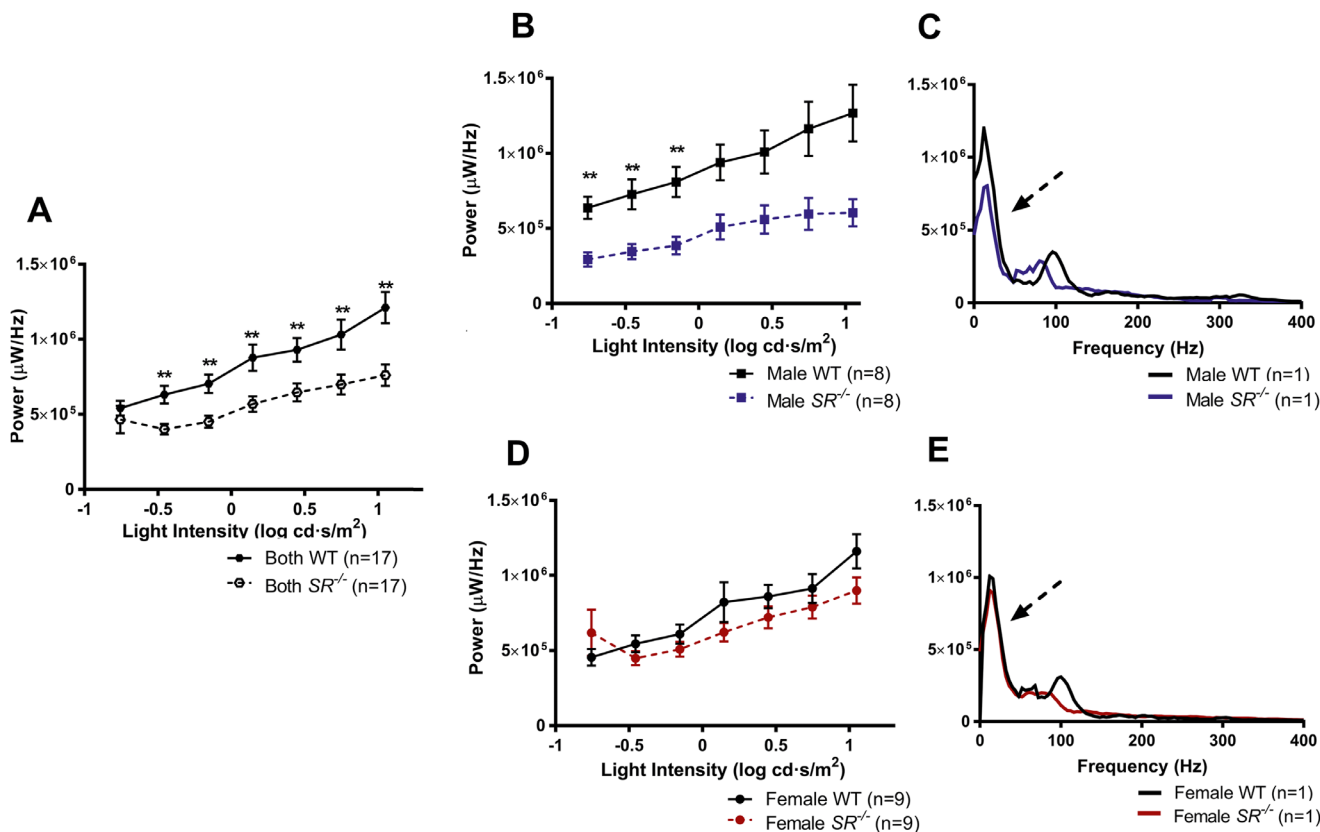 A
1.5×10⁶
1×10⁶
5×10⁵
0
Power (µW/Hz)
** ** ** ** ** **
-1 -0.5 0 0.5 1
Light Intensity (log cd·s/m²)
Both WT (n=17)
Both SR⁻/⁻ (n=17)
B
1.5×10⁶
1×10⁶
5×10⁵
0
Power (µW/Hz)
** ** **
-1 -0.5 0 0.5 1
Light Intensity (log cd·s/m²)
Male WT (n=8)
Male SR⁻/⁻ (n=8)
C
1.5×10⁶
1×10⁶
5×10⁵
0
0 100 200 300 400
Frequency (Hz)
Male WT (n=1)
Male SR⁻/⁻ (n=1)
D
1.5×10⁶
1×10⁶
5×10⁵
0
Power (µW/Hz)
-1 -0.5 0 0.5 1
Light Intensity (log cd·s/m²)
Female WT (n=9)
Female SR⁻/⁻ (n=9)
E
1.5×10⁶
1×10⁶
5×10⁵
0
0 100 200 300 400
Frequency (Hz)
Female WT (n=1)
Female SR⁻/⁻ (n=1)